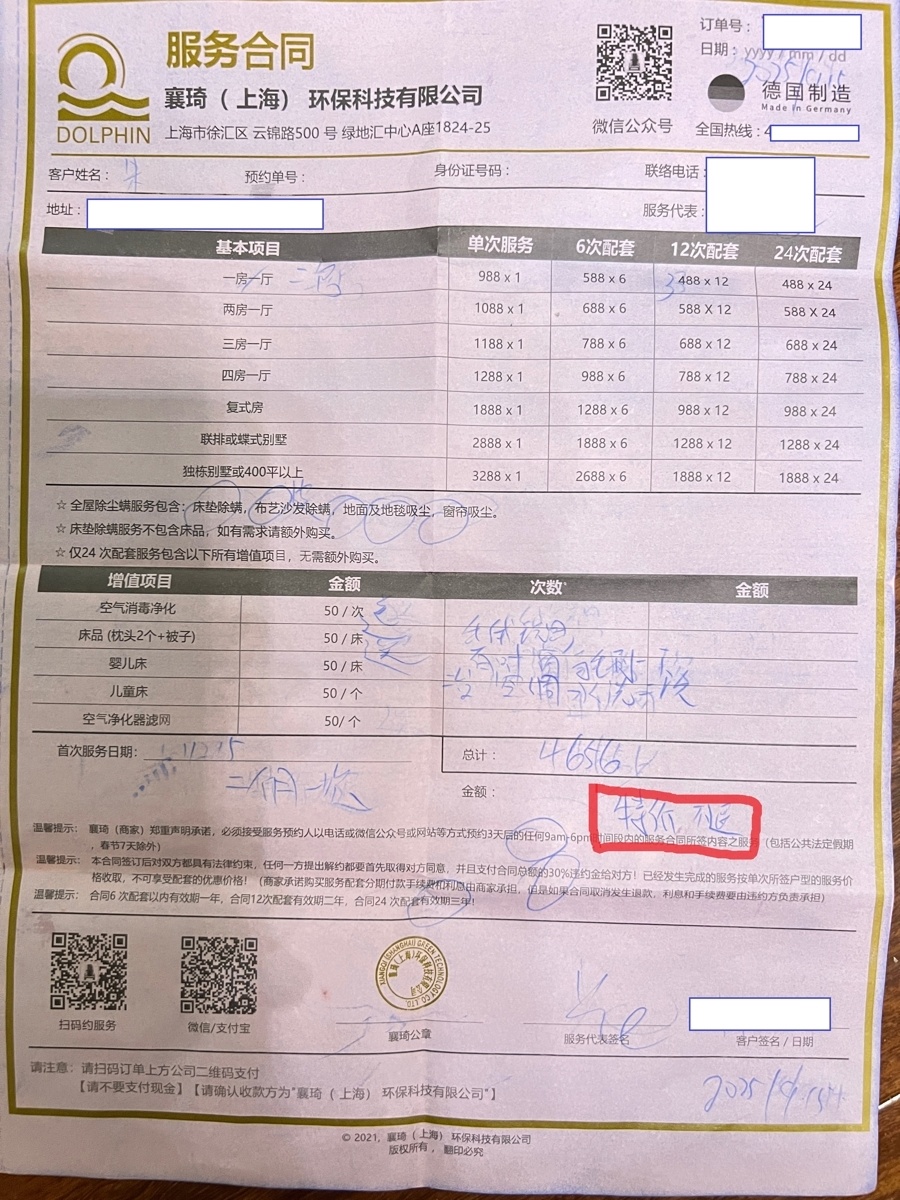 服务合同
襄琦（上海） 环保科技有限公司
上海市徐汇区 云锦路500 号 绿地汇中心A座1824-25
DOLPHIN
微信公众号
订单号：
日期： yyyy / mm / dd
德国制造
Made in Germany
全国热线：4
客户姓名： 朱 预约单号： 身份证号码： 联络电话：
地址： 服务代表：
基本项目 单次服务 6次配套 12次配套 24次配套
一房一厅 988 x 1 588 x 6 488 x 12 488 x 24
两房一厅 1088 x 1 688 x 6 588 X 12 588 X 24
三房一厅 1188 x 1 788 x 6 688 x 12 688 x 24
四房一厅 1288 x 1 988 x 6 788 x 12 788 x 24
复式房 1888 x 1 1288 x 6 988 x 12 988 x 24
联排或蝶式别墅 2888 x 1 1888 x 6 1288 x 12 1288 x 24
独栋别墅或400平以上 3288 x 1 2688 x 6 1888 x 12 1888 x 24
☆ 全屋除尘螨服务包含：床垫除螨，布艺沙发除螨，地面及地毯吸尘，窗帘吸尘。
☆ 床垫除螨服务不包含床品，如有需求请额外购买。
☆ 仅24 次配套服务包含以下所有增值项目，无需额外购买。
增值项目 金额 次数* 金额
空气消毒净化 50 / 次 送
床品 (枕头2个+被子) 50 / 床 送
婴儿床 50 / 床
儿童床 50 / 个
空气净化器滤网 50/ 个
首次服务日期： 总计：
二个月一次
金额：
特价 不退
温馨提示： 襄琦（商家）郑重声明承诺，必须接受服务预约人以电话或微信公众号或网站等方式预约3天后的任何9am-6pm时间段内的服务合同所签内容之服务（包括公共法定假期
，春节7天除外）
温馨提示： 本合同签订后对双方都具有法律约束，任何一方提出解约都要首先取得对方同意，并且支付合同总额的30%违约金给对方！已经发生完成的服务按单次所签户型的服务价
格收取，不可享受配套的优惠价格！（商家承诺购买服务配套分期付款手续费和利息由商家承担，但是如果合同取消发生退款，利息和手续费要由违约方负责承担）
温馨提示： 合同6 次配套以内有效期一年，合同12次配套有效期二年，合同24 次配套有效期三年!
XIANGQI (SHANGHAI) GREEN TECHNOLOGY CO.,LTD.
襄琦(上海)环保科技有限公司
扫码约服务 微信/支付宝 襄琦公章 服务代表签名 客户签名 / 日期
请注意： 请扫码订单上方公司二维码支付
【请不要支付现金】【请确认收款方为"襄琦（ 上海） 环保科技有限公司"】
© 2021, 襄琦（上海）环保科技有限公司
版权所有 ， 翻印必究